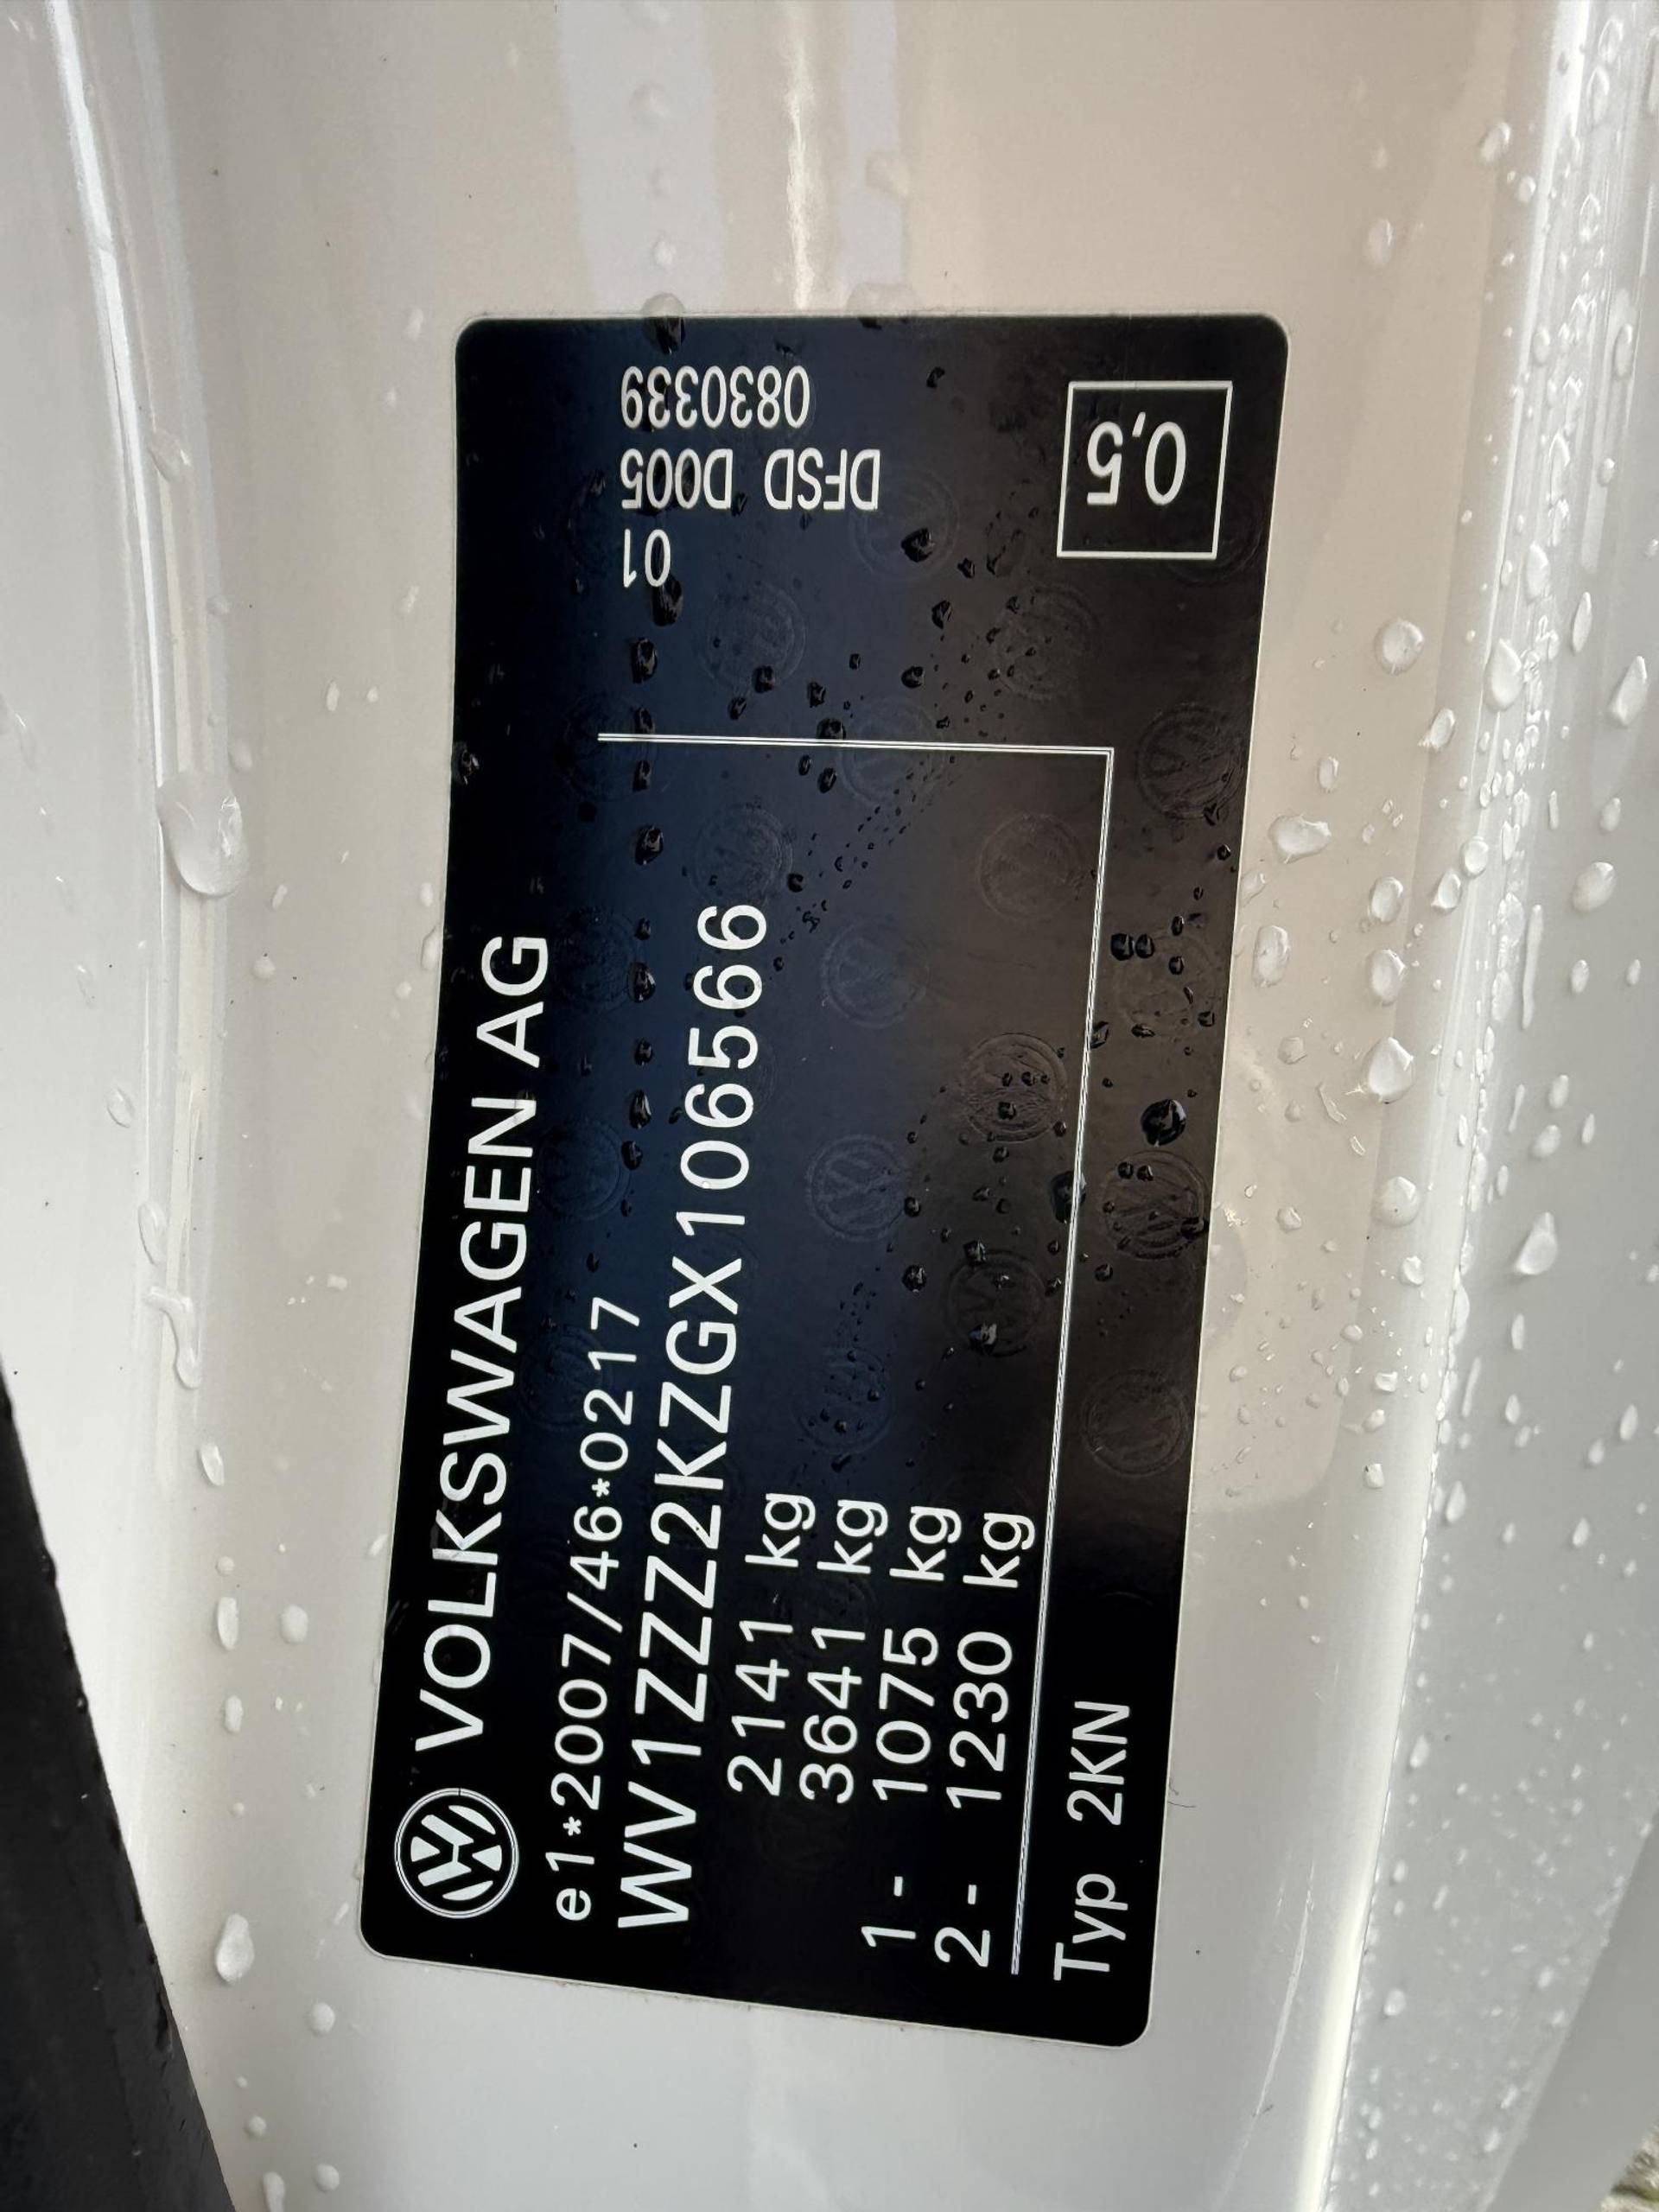 VOLKSWAGEN AG
e1*2007/46*0217
WV1ZZZ2KZGX106566
2141 kg
3641 kg
1- 1075 kg
2- 1230 kg
Typ 2KN
01
DFSD D005
0830339
0,5